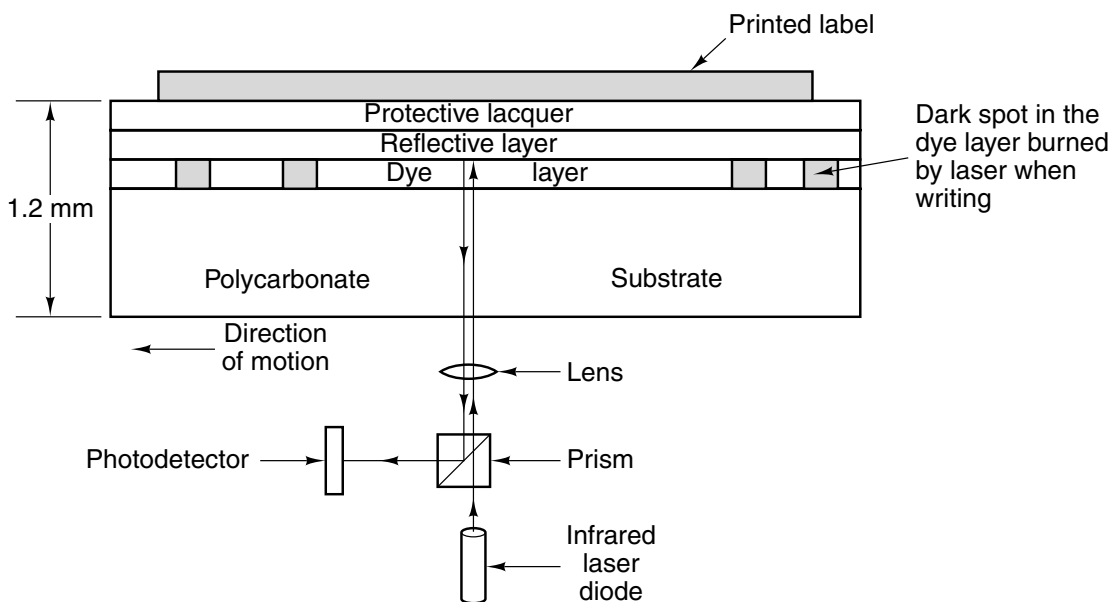 Printed label
Protective lacquer
Reflective layer
Dye layer
Dark spot in the
dye layer burned
by laser when
writing
1.2 mm
Polycarbonate Substrate
Direction
of motion
Lens
Photodetector
Prism
Infrared
laser
diode